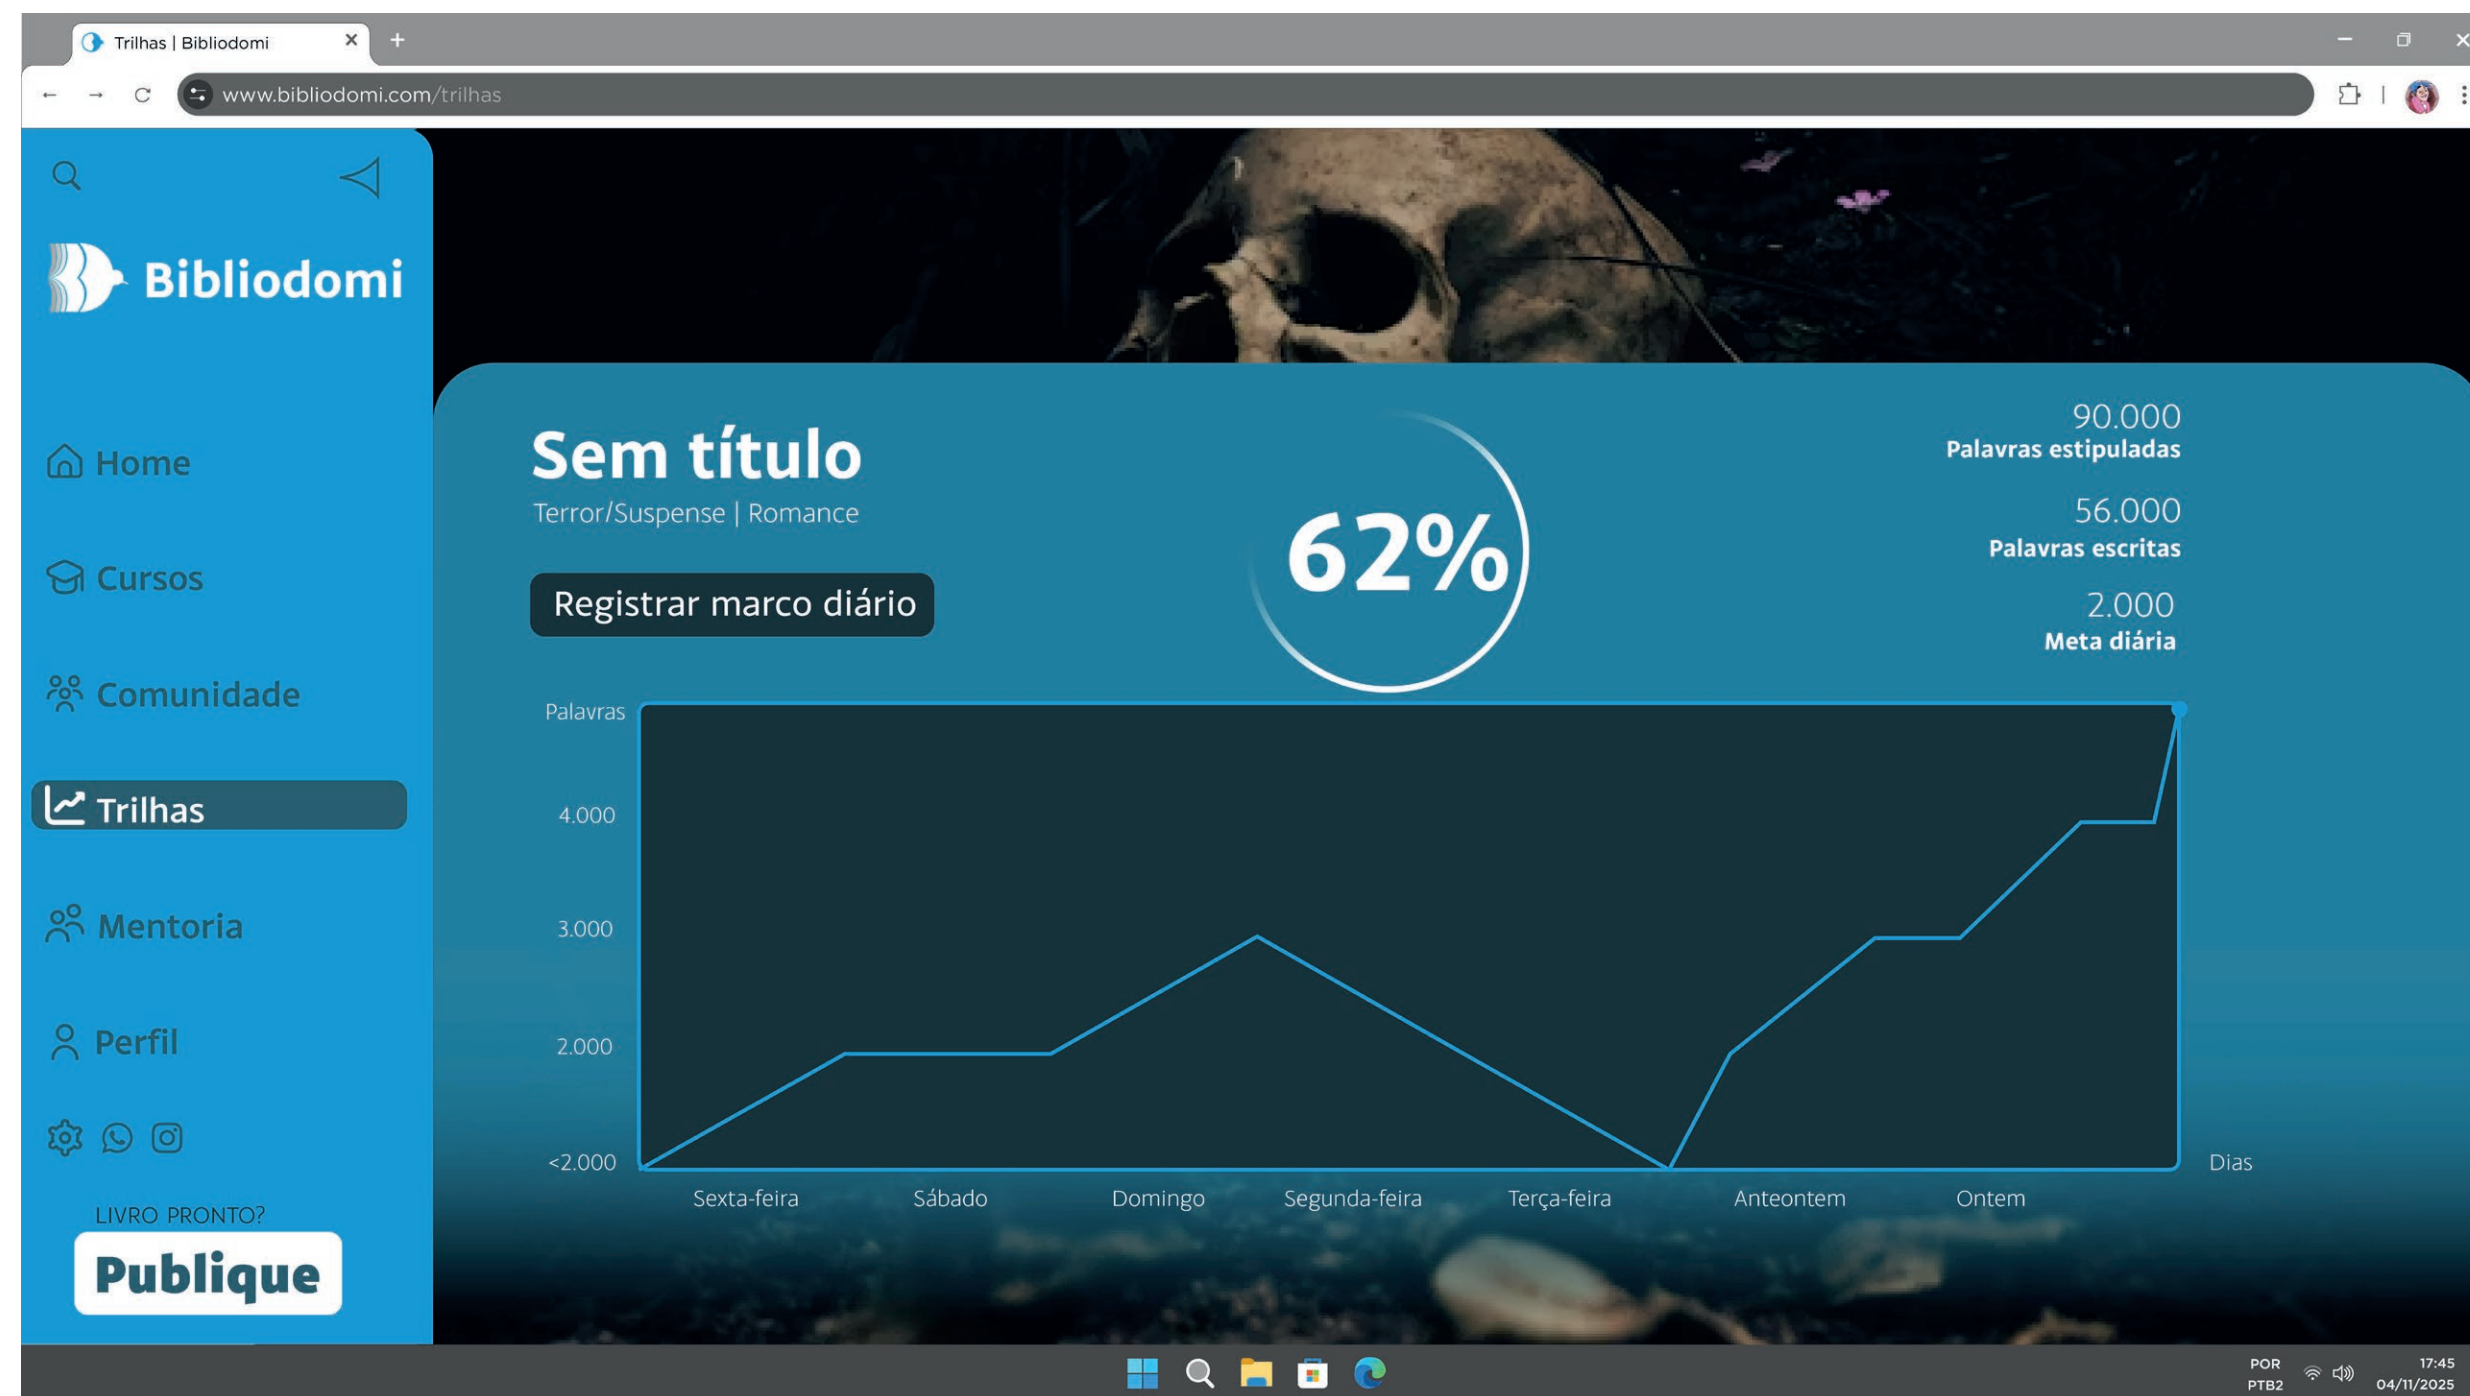 Trilhas | Bibliodomi
www.bibliodomi.com/trilhas
Bibliodomi
Home
Cursos
Comunidade
Trilhas
Mentoria
Perfil
LIVRO PRONTO?
Publique
Sem título
Terror/Suspense | Romance
Registrar marco diário
62%
90.000
Palavras estipuladas
56.000
Palavras escritas
2.000
Meta diária
Palavras
4.000
3.000
2.000
<2.000
Sexta-feira Sábado Domingo Segunda-feira Terça-feira Anteontem Ontem
Dias
POR
PTB2
17:45
04/11/2025